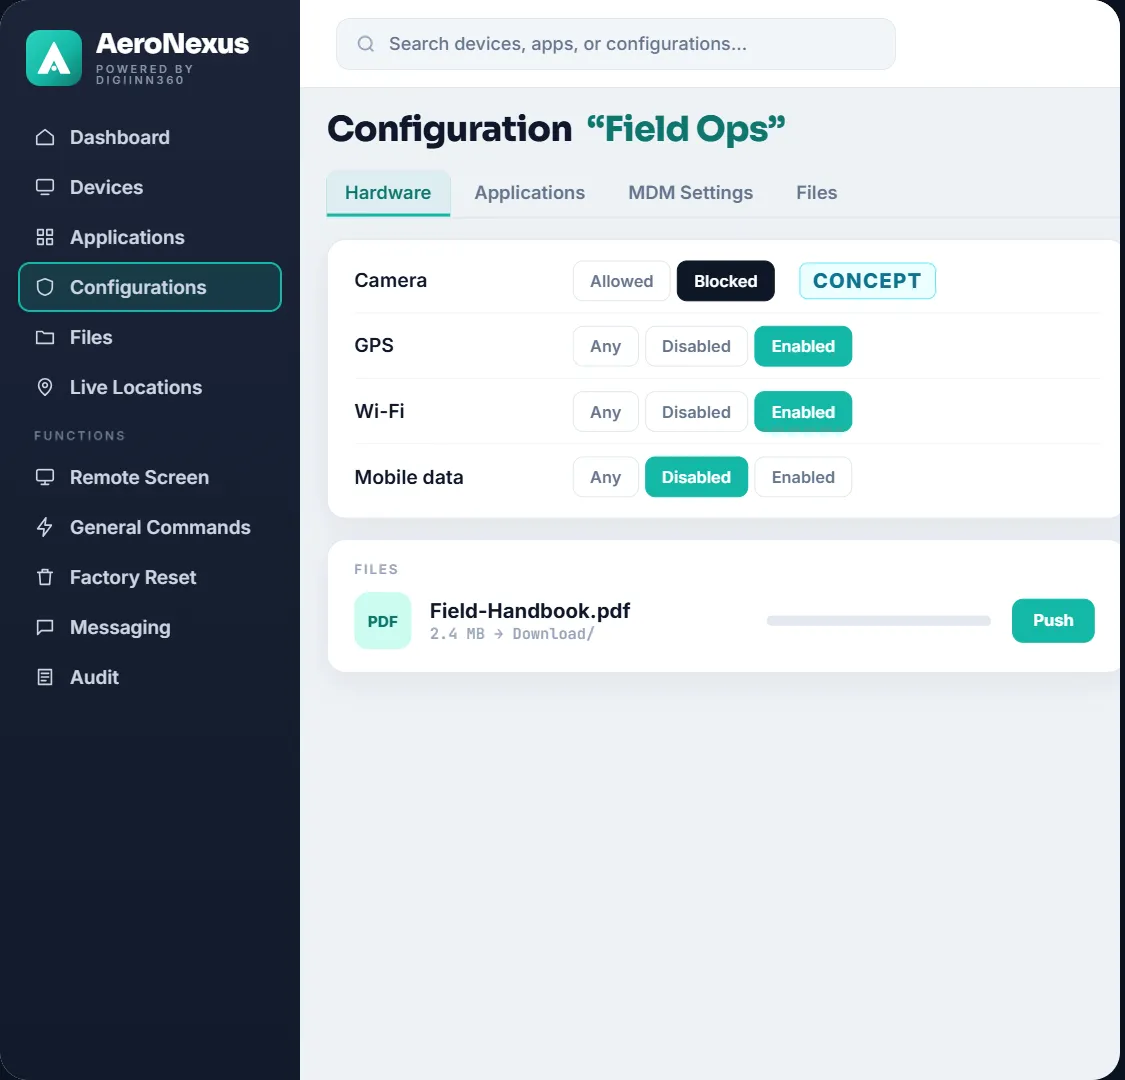 AeroNexus
POWERED BY
DIGIINN360
Dashboard
Devices
Applications
Configurations
Files
Live Locations
FUNCTIONS
Remote Screen
General Commands
Factory Reset
Messaging
Audit
Search devices, apps, or configurations...
Configuration “Field Ops”
Hardware Applications MDM Settings Files
Camera Allowed Blocked CONCEPT
GPS Any Disabled Enabled
Wi-Fi Any Disabled Enabled
Mobile data Any Disabled Enabled
FILES
PDF Field-Handbook.pdf Push
2.4 MB → Download/